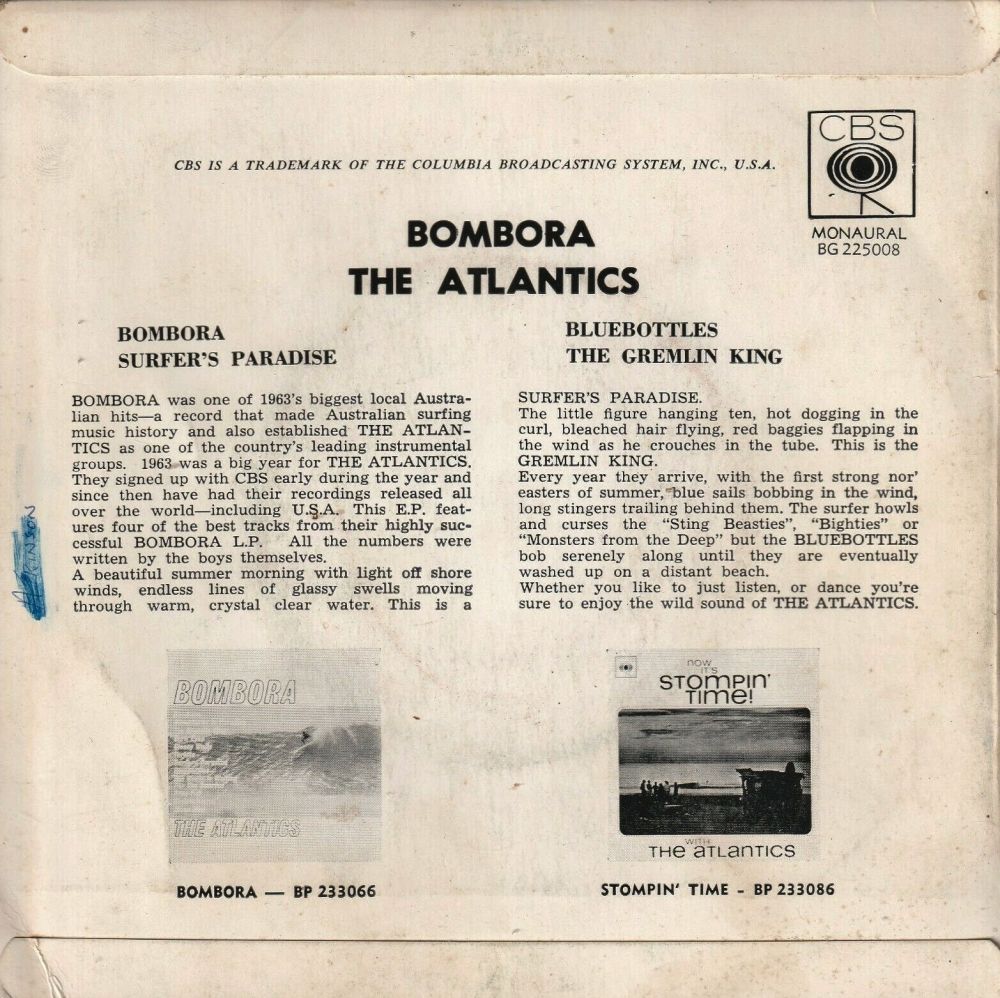 CBS
CBS IS A TRADEMARK OF THE COLUMBIA BROADCASTING SYSTEM, INC., U.S.A.
MONAURAL
BG 225008
BOMBORA
THE ATLANTICS
BOMBORA
SURFER'S PARADISE
BLUEBOTTLES
THE GREMLIN KING
BOMBORA was one of 1963's biggest local Austra-
lian hits—a record that made Australian surfing
music history and also established THE ATLAN-
TICS as one of the country's leading instrumental
groups. 1963 was a big year for THE ATLANTICS.
They signed up with CBS early during the year and
since then have had their recordings released all
over the world—including U.S.A. This E.P. feat-
ures four of the best tracks from their highly suc-
cessful BOMBORA L.P. All the numbers were
written by the boys themselves.
A beautiful summer morning with light off shore
winds, endless lines of glassy swells moving
through warm, crystal clear water. This is a
SURFER'S PARADISE.
The little figure hanging ten, hot dogging in the
curl, bleached hair flying, red baggies flapping in
the wind as he crouches in the tube. This is the
GREMLIN KING.
Every year they arrive, with the first strong nor'
easters of summer, blue sails bobbing in the wind,
long stingers trailing behind them. The surfer howls
and curses the "Sting Beasties", "Bighties" or
"Monsters from the Deep" but the BLUEBOTTLES
bob serenely along until they are eventually
washed up on a distant beach.
Whether you like to just listen, or dance you're
sure to enjoy the wild sound of THE ATLANTICS.
BOMBORA
THE ATLANTICS
BOMBORA — BP 233066
NOW
IT'S
STOMPIN'
TIME!
WITH
THE ATLANTICS
STOMPIN' TIME - BP 233086